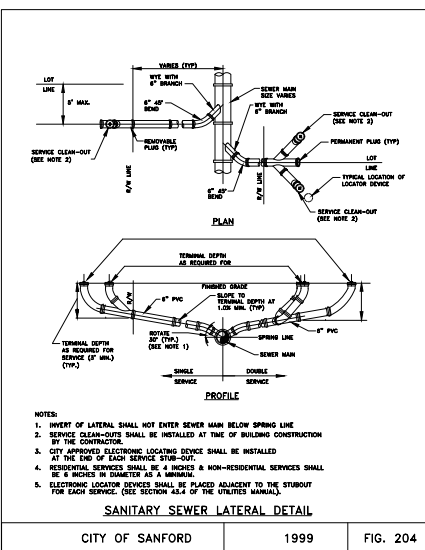 VARIES (TYP)
LOT
LINE
5' MAX.
WYE WITH
6" BRANCH
6" 45°
BEND
SEWER MAIN
SIZE VARIES
WYE WITH
6" BRANCH
SERVICE CLEAN-OUT
(SEE NOTE 2)
PERMANENT PLUG (TYP)
SERVICE CLEAN-OUT
(SEE NOTE 2)
REMOVABLE
PLUG (TYP)
R/W LINE
R/W LINE
LOT
LINE
TYPICAL LOCATION OF
LOCATOR DEVICE
6" 45°
BEND
SERVICE CLEAN-OUT
(SEE NOTE 2)
PLAN
TERMINAL DEPTH
AS REQUIRED FOR
FINISHED GRADE
R/W
6" PVC
SLOPE TO
TERMINAL DEPTH AT
1.0% MIN. (TYP)
6" PVC
TERMINAL DEPTH
AS REQUIRED FOR
SERVICE (3' MIN.)
(TYP.)
ROTATE
30° (TYP.)
(SEE NOTE 1)
SPRING LINE
SEWER MAIN
SINGLE
SERVICE
DOUBLE
SERVICE
PROFILE
NOTES:
1. INVERT OF LATERAL SHALL NOT ENTER SEWER MAIN BELOW SPRING LINE
2. SERVICE CLEAN-OUTS SHALL BE INSTALLED AT TIME OF BUILDING CONSTRUCTION
BY THE CONTRACTOR.
3. CITY APPROVED ELECTRONIC LOCATING DEVICE SHALL BE INSTALLED
AT THE END OF EACH SERVICE STUB-OUT.
4. RESIDENTIAL SERVICES SHALL BE 4 INCHES & NON-RESIDENTIAL SERVICES SHALL
BE 6 INCHES IN DIAMETER AS A MINIMUM.
5. ELECTRONIC LOCATOR DEVICES SHALL BE PLACED ADJACENT TO THE STUBOUT
FOR EACH SERVICE. (SEE SECTION 43.4 OF THE UTILITIES MANUAL).
SANITARY SEWER LATERAL DETAIL
CITY OF SANFORD
1999
FIG. 204